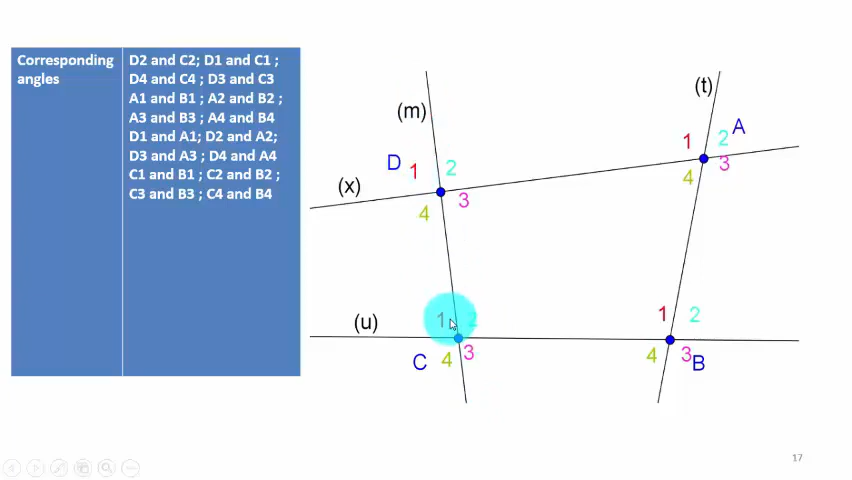 Corresponding
angles
D2 and C2; D1 and C1 ;
D4 and C4 ; D3 and C3
A1 and B1 ; A2 and B2 ;
A3 and B3 ; A4 and B4
D1 and A1; D2 and A2;
D3 and A3 ; D4 and A4
C1 and B1 ; C2 and B2 ;
C3 and B3 ; C4 and B4
(m)
(t)
D 1 2
1 2 A
(x)
4 3
4 3
(u)
1 2
1 2
C 4 3
4 3 B
17